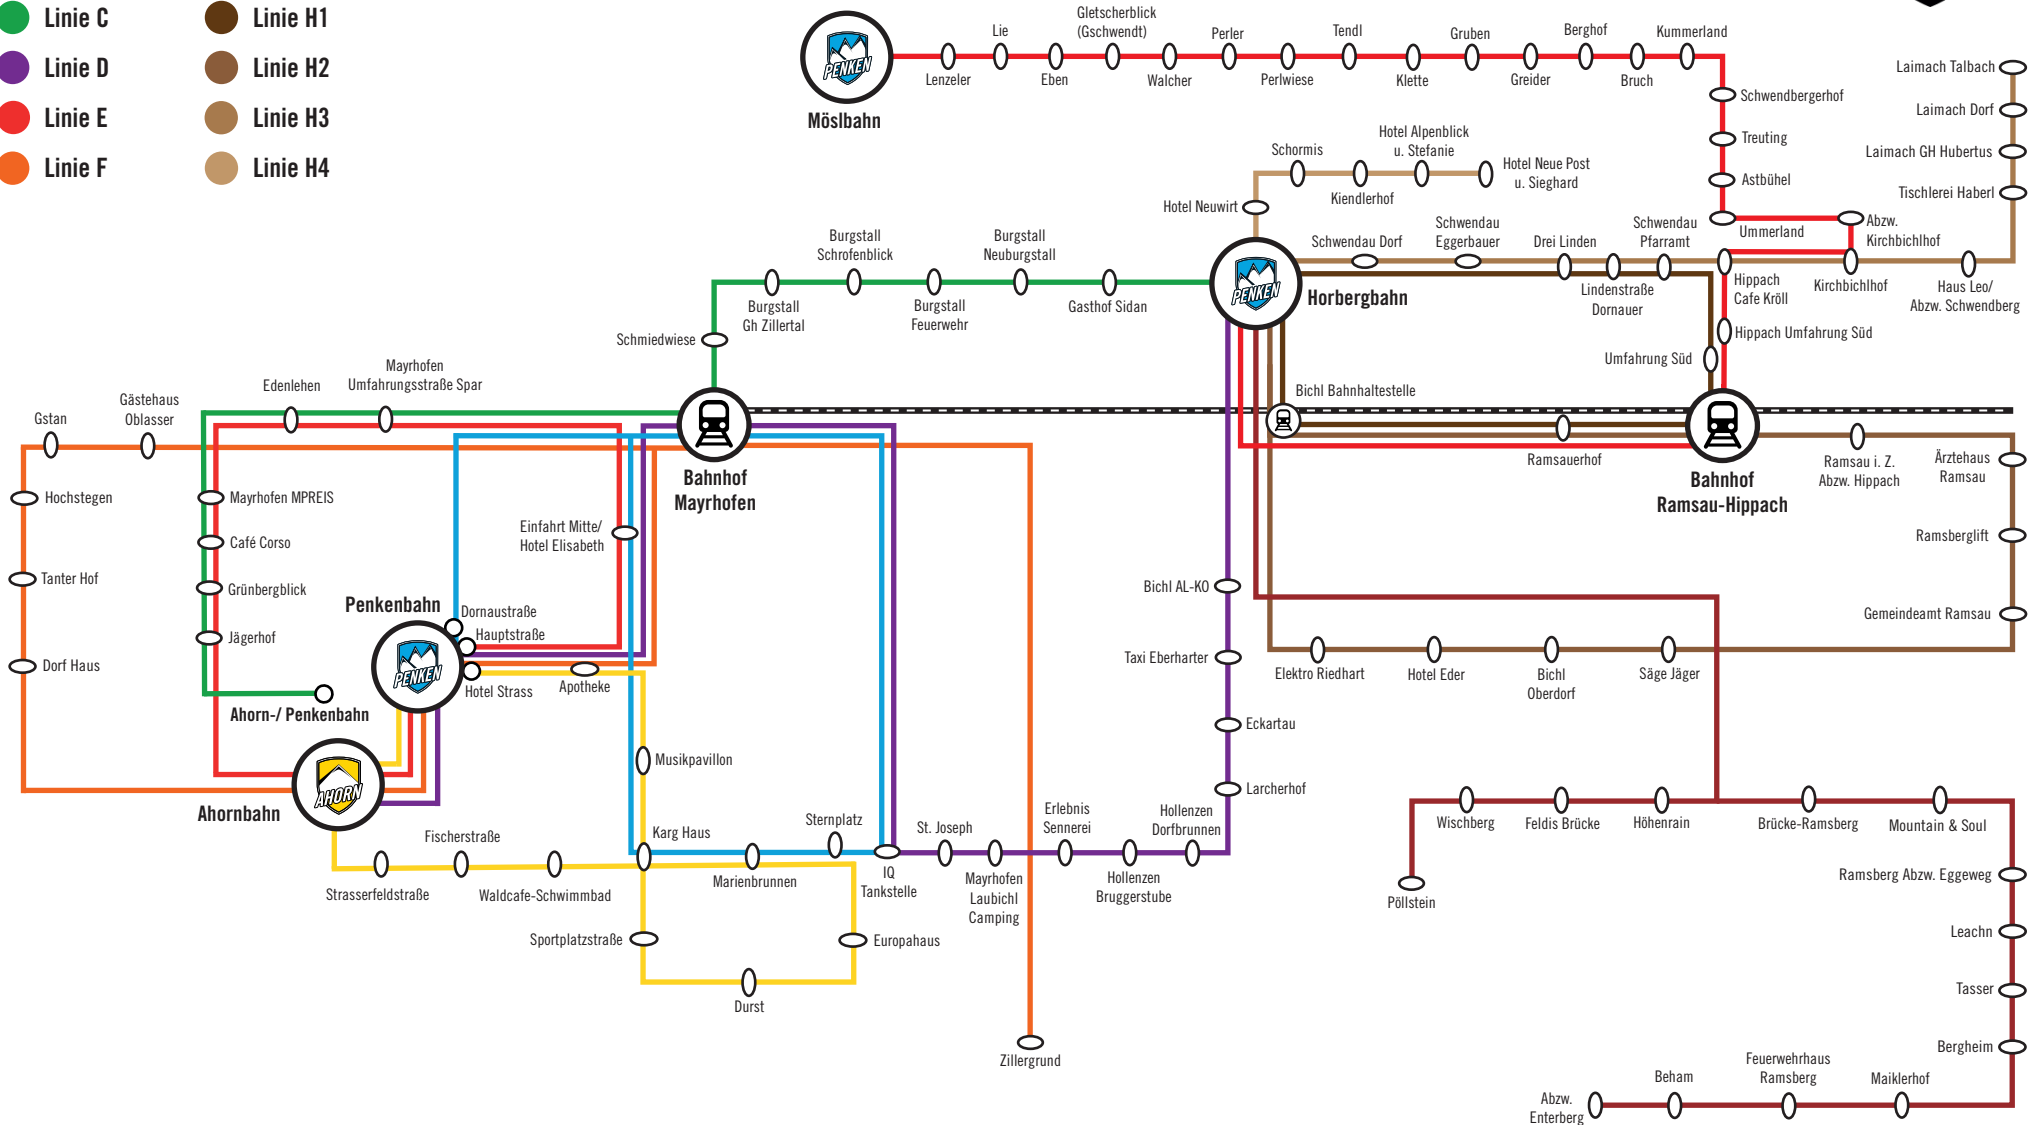 Linie C
Linie H1
Linie D
Linie H2
Linie E
Linie H3
Linie F
Linie H4
PENKEN
Möslbahn
Lenzeler
Lie
Eben
Gletscherblick
(Gschwendt)
Walcher
Perler
Perlwiese
Tendl
Klette
Gruben
Greider
Berghof
Bruch
Kummerland
Schwendbergerhof
Treuting
Astbühel
Ummerland
Abzw.
Kirchbichlhof
Laimach Talbach
Laimach Dorf
Laimach GH Hubertus
Tischlerei Haberl
Haus Leo/
Abzw. Schwendberg
Kirchbichlhof
Hippach
Cafe Kröll
Hippach Umfahrung Süd
Umfahrung Süd
Schormis
Kiendlerhof
Hotel Alpenblick
u. Stefanie
Hotel Neue Post
u. Sieghard
Hotel Neuwirt
Schwendau Dorf
Schwendau
Eggerbauer
Drei Linden
Lindenstraße
Dornauer
Schwendau
Pfarramt
PENKEN
Horbergbahn
Burgstall
Schrofenblick
Burgstall
Neuburgstall
Burgstall
Gh Zillertal
Burgstall
Feuerwehr
Gasthof Sidan
Schmiedwiese
Mayrhofen
Umfahrungsstraße Spar
Edenlehen
Gästehaus
Oblasser
Gstan
Hochstegen
Tanter Hof
Dorf Haus
Mayrhofen MPREIS
Café Corso
Grünbergblick
Jägerhof
Ahorn-/ Penkenbahn
Bahnhof
Mayrhofen
Einfahrt Mitte/
Hotel Elisabeth
Penkenbahn
PENKEN
Dornaustraße
Hauptstraße
Hotel Strass
Apotheke
Ahornbahn
AHORN
Musikpavillon
Karg Haus
Sternplatz
Marienbrunnen
Fischerstraße
Strasserfeldstraße
Waldcafe-Schwimmbad
Sportplatzstraße
Durst
Europahaus
IQ
Tankstelle
St. Joseph
Mayrhofen
Laubichl
Camping
Erlebnis
Sennerei
Hollenzen
Bruggerstube
Hollenzen
Dorfbrunnen
Larcherhof
Eckartau
Taxi Eberharter
Bichl AL-KO
Zillergrund
Bichl Bahnhaltestelle
Ramsauerhof
Bahnhof
Ramsau-Hippach
Ramsau i. Z.
Abzw. Hippach
Ärztehaus
Ramsau
Ramsberglift
Gemeindeamt Ramsau
Elektro Riedhart
Hotel Eder
Bichl
Oberdorf
Säge Jäger
Wischberg
Feldis Brücke
Höhenrain
Brücke-Ramsberg
Mountain & Soul
Pöllstein
Ramsberg Abzw. Eggeweg
Leachn
Tasser
Bergheim
Maiklerhof
Feuerwehrhaus
Ramsberg
Beham
Abzw.
Enterberg